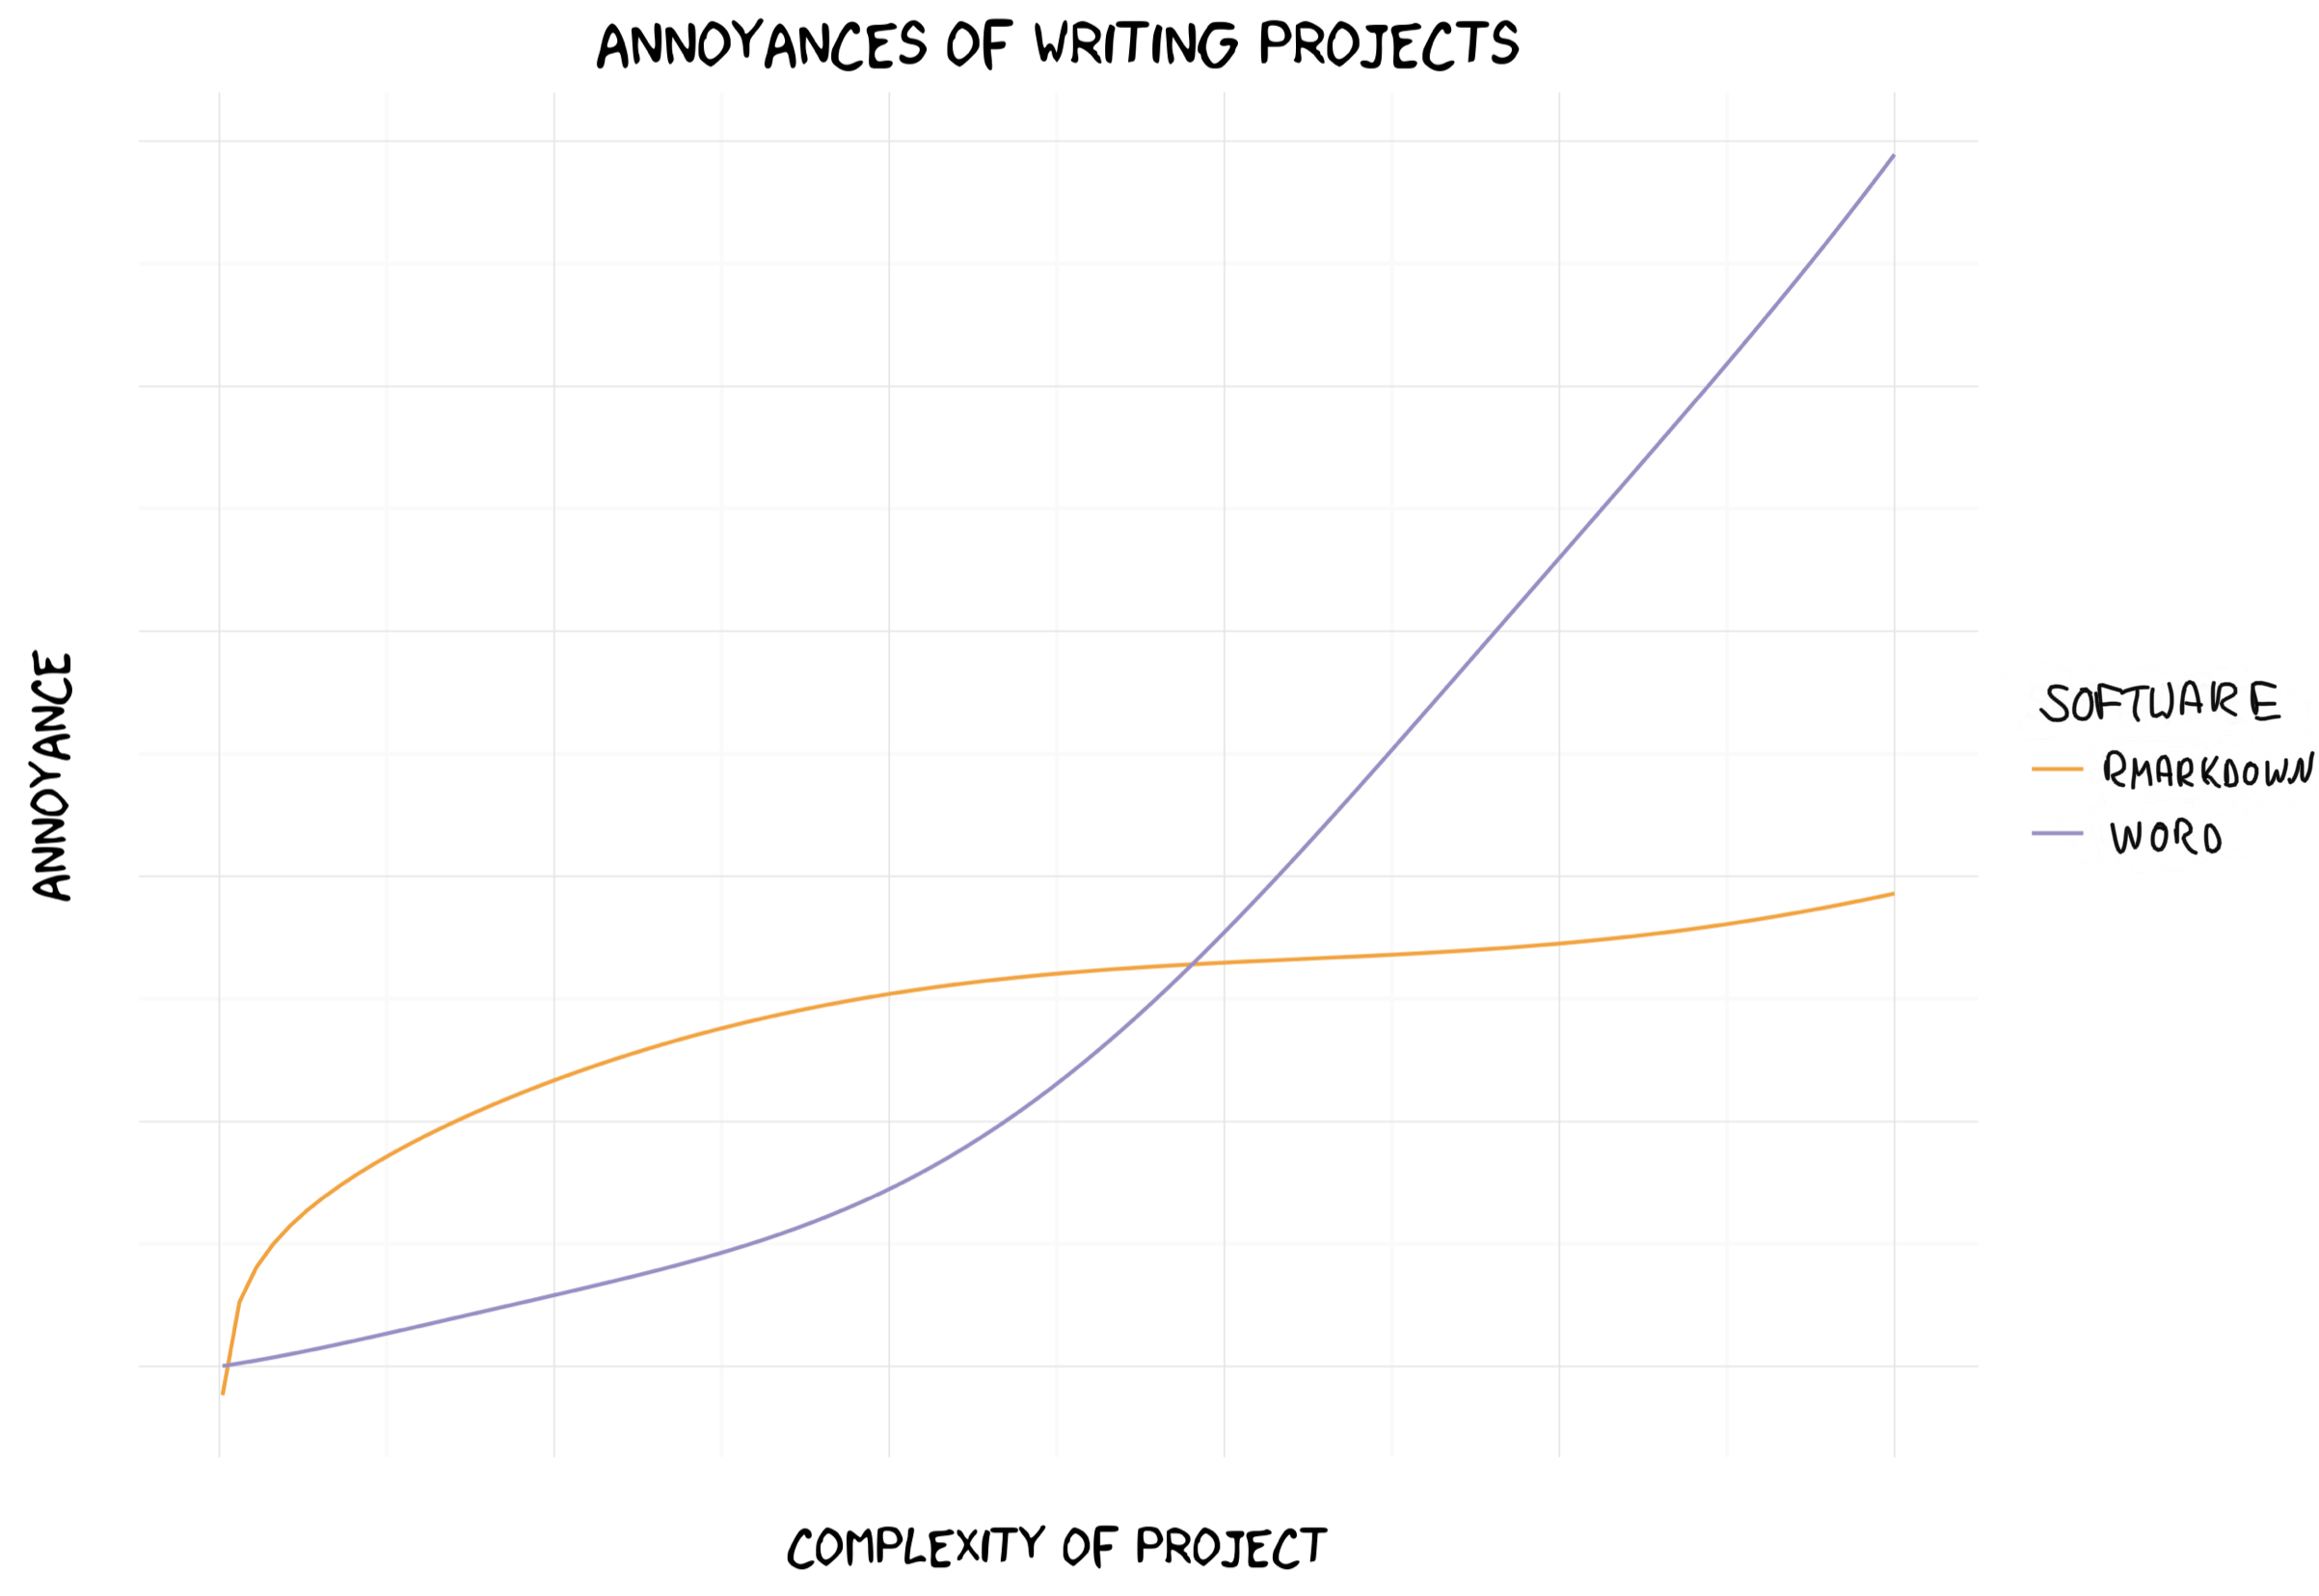 ANNOYANCES OF WRITING PROJECTS
ANNOYANCE
SOFTWARE
RMARKDOWN
WORD
COMPLEXITY OF PROJECT